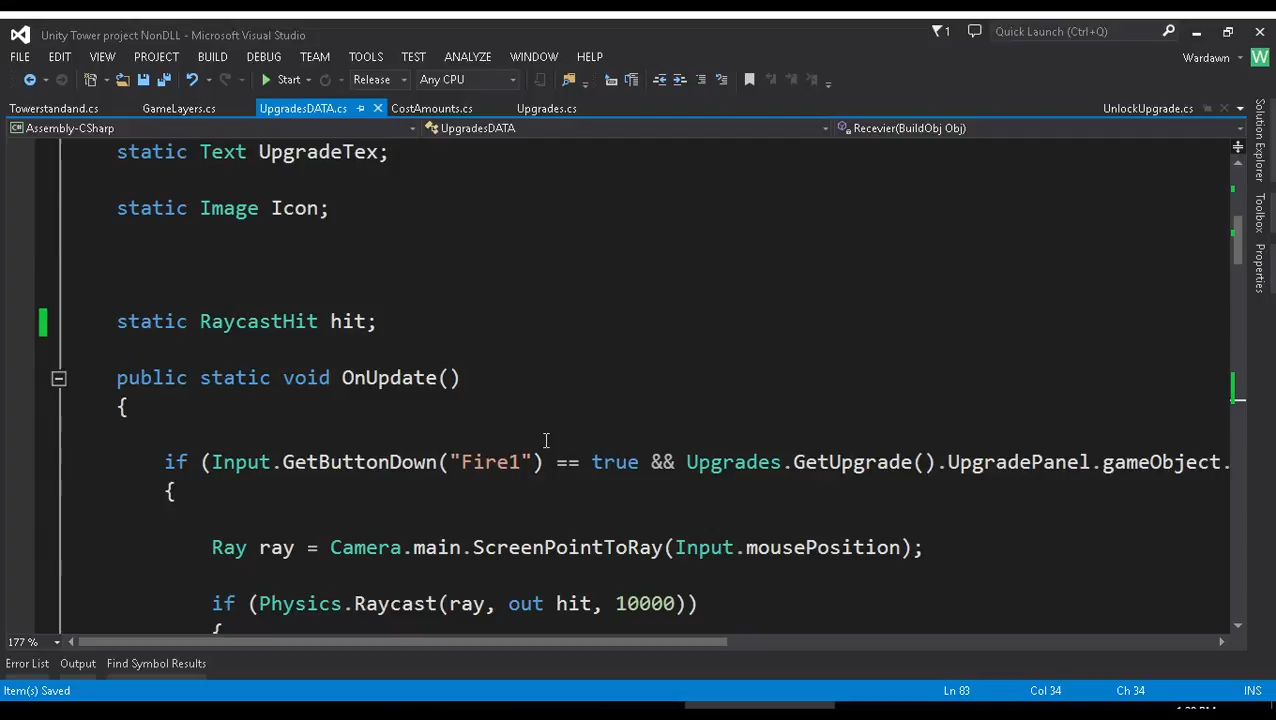 Unity Tower project NonDLL - Microsoft Visual Studio
1
Quick Launch (Ctrl+Q)
FILE EDIT VIEW PROJECT BUILD DEBUG TEAM TOOLS TEST ANALYZE WINDOW HELP
Wardawn W
Start Release Any CPU
Towerstandand.cs GameLayers.cs UpgradesDATA.cs CostAmounts.cs Upgrades.cs UnlockUpgrade.cs
Assembly-CSharp UpgradesDATA Recevier(BuildObj Obj)
static Text UpgradeTex;
static Image Icon;
static RaycastHit hit;
public static void OnUpdate()
{
if (Input.GetButtonDown("Fire1") == true && Upgrades.GetUpgrade().UpgradePanel.gameObject.
{
Ray ray = Camera.main.ScreenPointToRay(Input.mousePosition);
if (Physics.Raycast(ray, out hit, 10000))
{
Solution Explorer
Toolbox
Properties
177 %
Error List Output Find Symbol Results
Item(s) Saved Ln 83 Col 34 Ch 34 INS